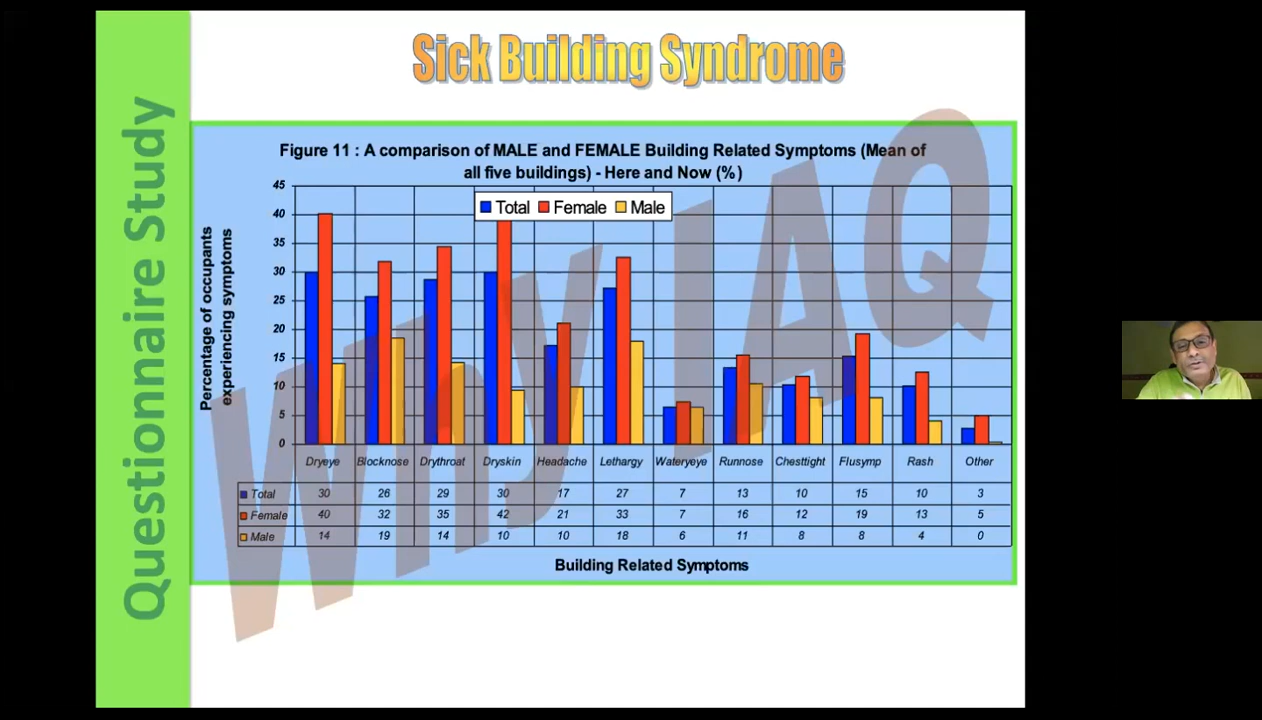 Sick Building Syndrome
Questionnaire Study
Figure 11 : A comparison of MALE and FEMALE Building Related Symptoms (Mean of
all five buildings) - Here and Now (%)
Total Female Male
Percentage of occupants
experiencing symptoms
45
40
35
30
25
20
15
10
5
0
Dryeye Blocknose Drythroat Dryskin Headache Lethargy Wateryeye Runnose Chesttight Flusymp Rash Other
Total 30 26 29 30 17 27 7 13 10 15 10 3
Female 40 32 35 42 21 33 7 16 12 19 13 5
Male 14 19 14 10 10 18 6 11 8 8 4 0
Building Related Symptoms
Why IAQ